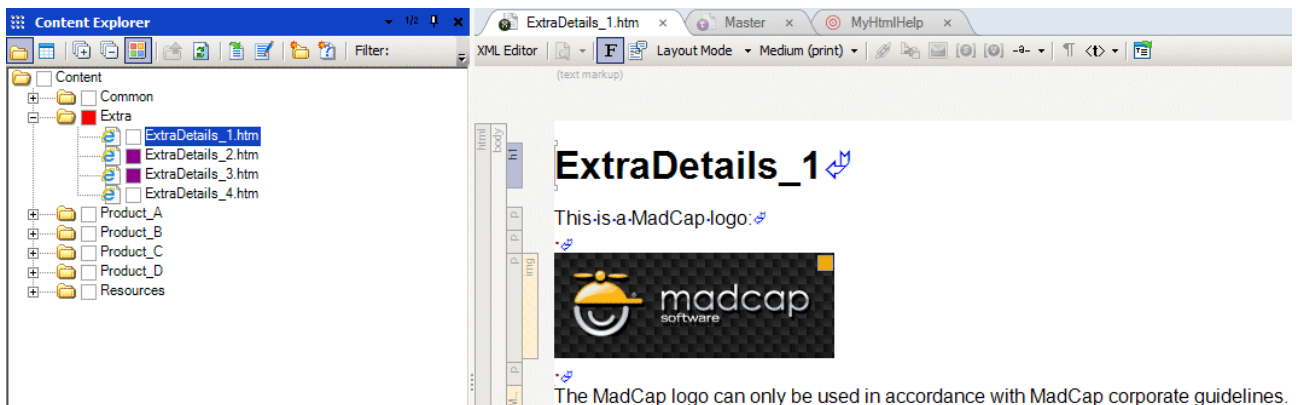 Content Explorer 1/2
Filter:
Content
Common
Extra
ExtraDetails_1.htm
ExtraDetails_2.htm
ExtraDetails_3.htm
ExtraDetails_4.htm
Product_A
Product_B
Product_C
Product_D
Resources
ExtraDetails_1.htm Master MyHtmlHelp
XML Editor F Layout Mode Medium (print) -a- ¶ <t>
(text markup)
html
body
h1
p
p
p
img
p
M...
ExtraDetails_1
This·is·a·MadCap·logo:
madcap
software
The MadCap logo can only be used in accordance with MadCap corporate guidelines.